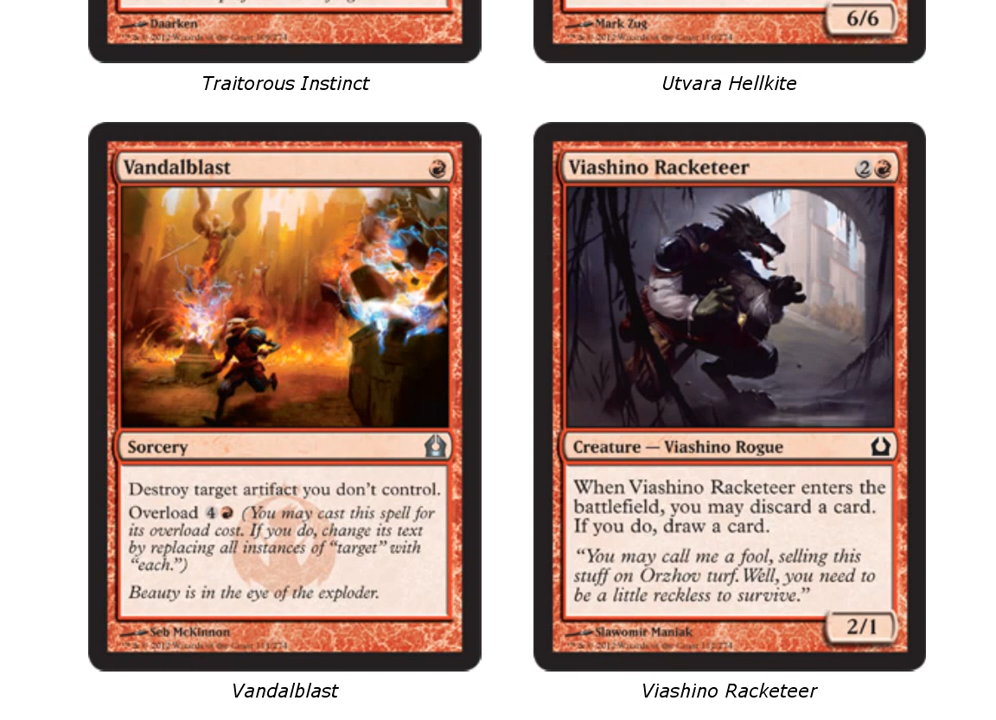 Daarken
Mark Zug
6/6
Traitorous Instinct
Utvara Hellkite
Vandalblast
Sorcery
Destroy target artifact you don't control.
Overload 4 (You may cast this spell for
its overload cost. If you do, change its text
by replacing all instances of "target" with
"each.")
Beauty is in the eye of the exploder.
Seb McKinnon
Vandalblast
Viashino Racketeer 2
Creature — Viashino Rogue
When Viashino Racketeer enters the
battlefield, you may discard a card.
If you do, draw a card.
"You may call me a fool, selling this
stuff on Orzhov turf. Well, you need to
be a little reckless to survive."
2/1
Slawomir Maniak
Viashino Racketeer